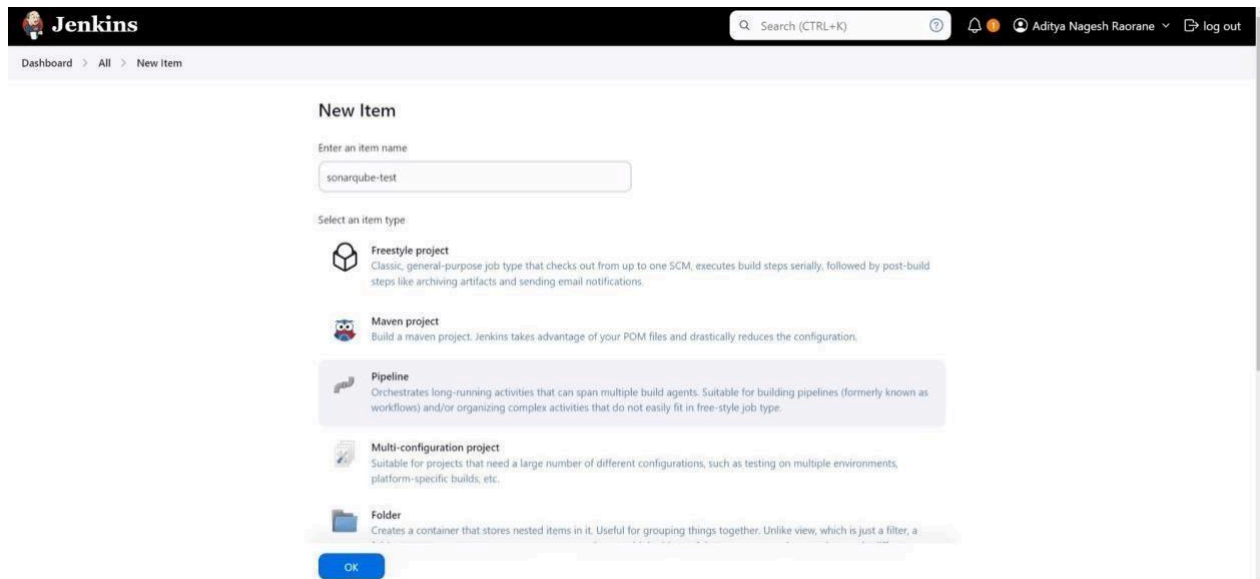 Jenkins
Search (CTRL+K)
1
Aditya Nagesh Raorane
log out
Dashboard > All > New Item
New Item
Enter an item name
sonarqube-test
Select an item type
Freestyle project
Classic, general-purpose job type that checks out from up to one SCM, executes build steps serially, followed by post-build
steps like archiving artifacts and sending email notifications.
Maven project
Build a maven project. Jenkins takes advantage of your POM files and drastically reduces the configuration.
Pipeline
Orchestrates long-running activities that can span multiple build agents. Suitable for building pipelines (formerly known as
workflows) and/or organizing complex activities that do not easily fit in free-style job type.
Multi-configuration project
Suitable for projects that need a large number of different configurations, such as testing on multiple environments,
platform-specific builds, etc.
Folder
Creates a container that stores nested items in it. Useful for grouping things together. Unlike view, which is just a filter, a
OK